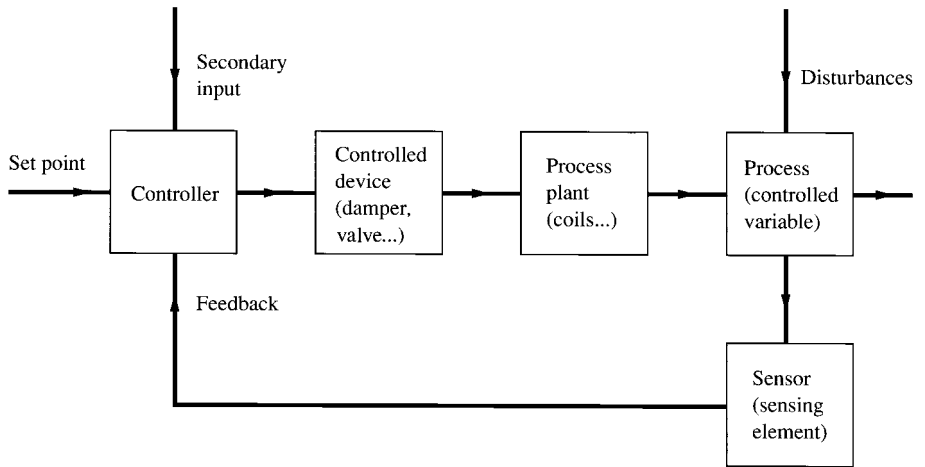 Secondary
input
Disturbances
Set point
Controller
Controlled
device
(damper,
valve...)
Process
plant
(coils...)
Process
(controlled
variable)
Feedback
Sensor
(sensing
element)